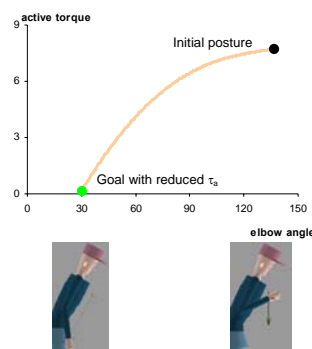 active torque
9
Initial posture
6
3
Goal with reduced τa
0
0 30 60 90 120 150
elbow angle